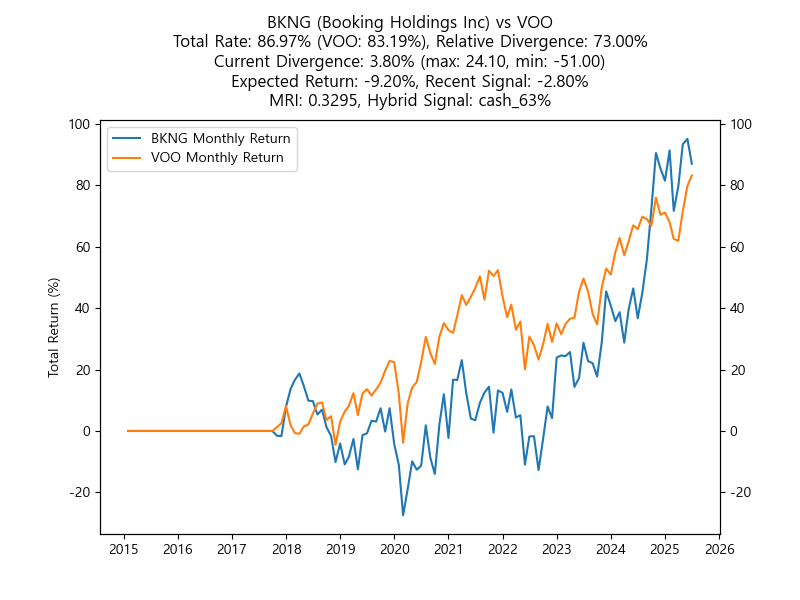 BKNG (Booking Holdings Inc) vs VOO
Total Rate: 86.97% (VOO: 83.19%), Relative Divergence: 73.00%
Current Divergence: 3.80% (max: 24.10, min: -51.00)
Expected Return: -9.20%, Recent Signal: -2.80%
MRI: 0.3295, Hybrid Signal: cash_63%
BKNG Monthly Return
VOO Monthly Return
Total Return (%)
100
80
60
40
20
0
-20
100
80
60
40
20
0
-20
2015 2016 2017 2018 2019 2020 2021 2022 2023 2024 2025 2026